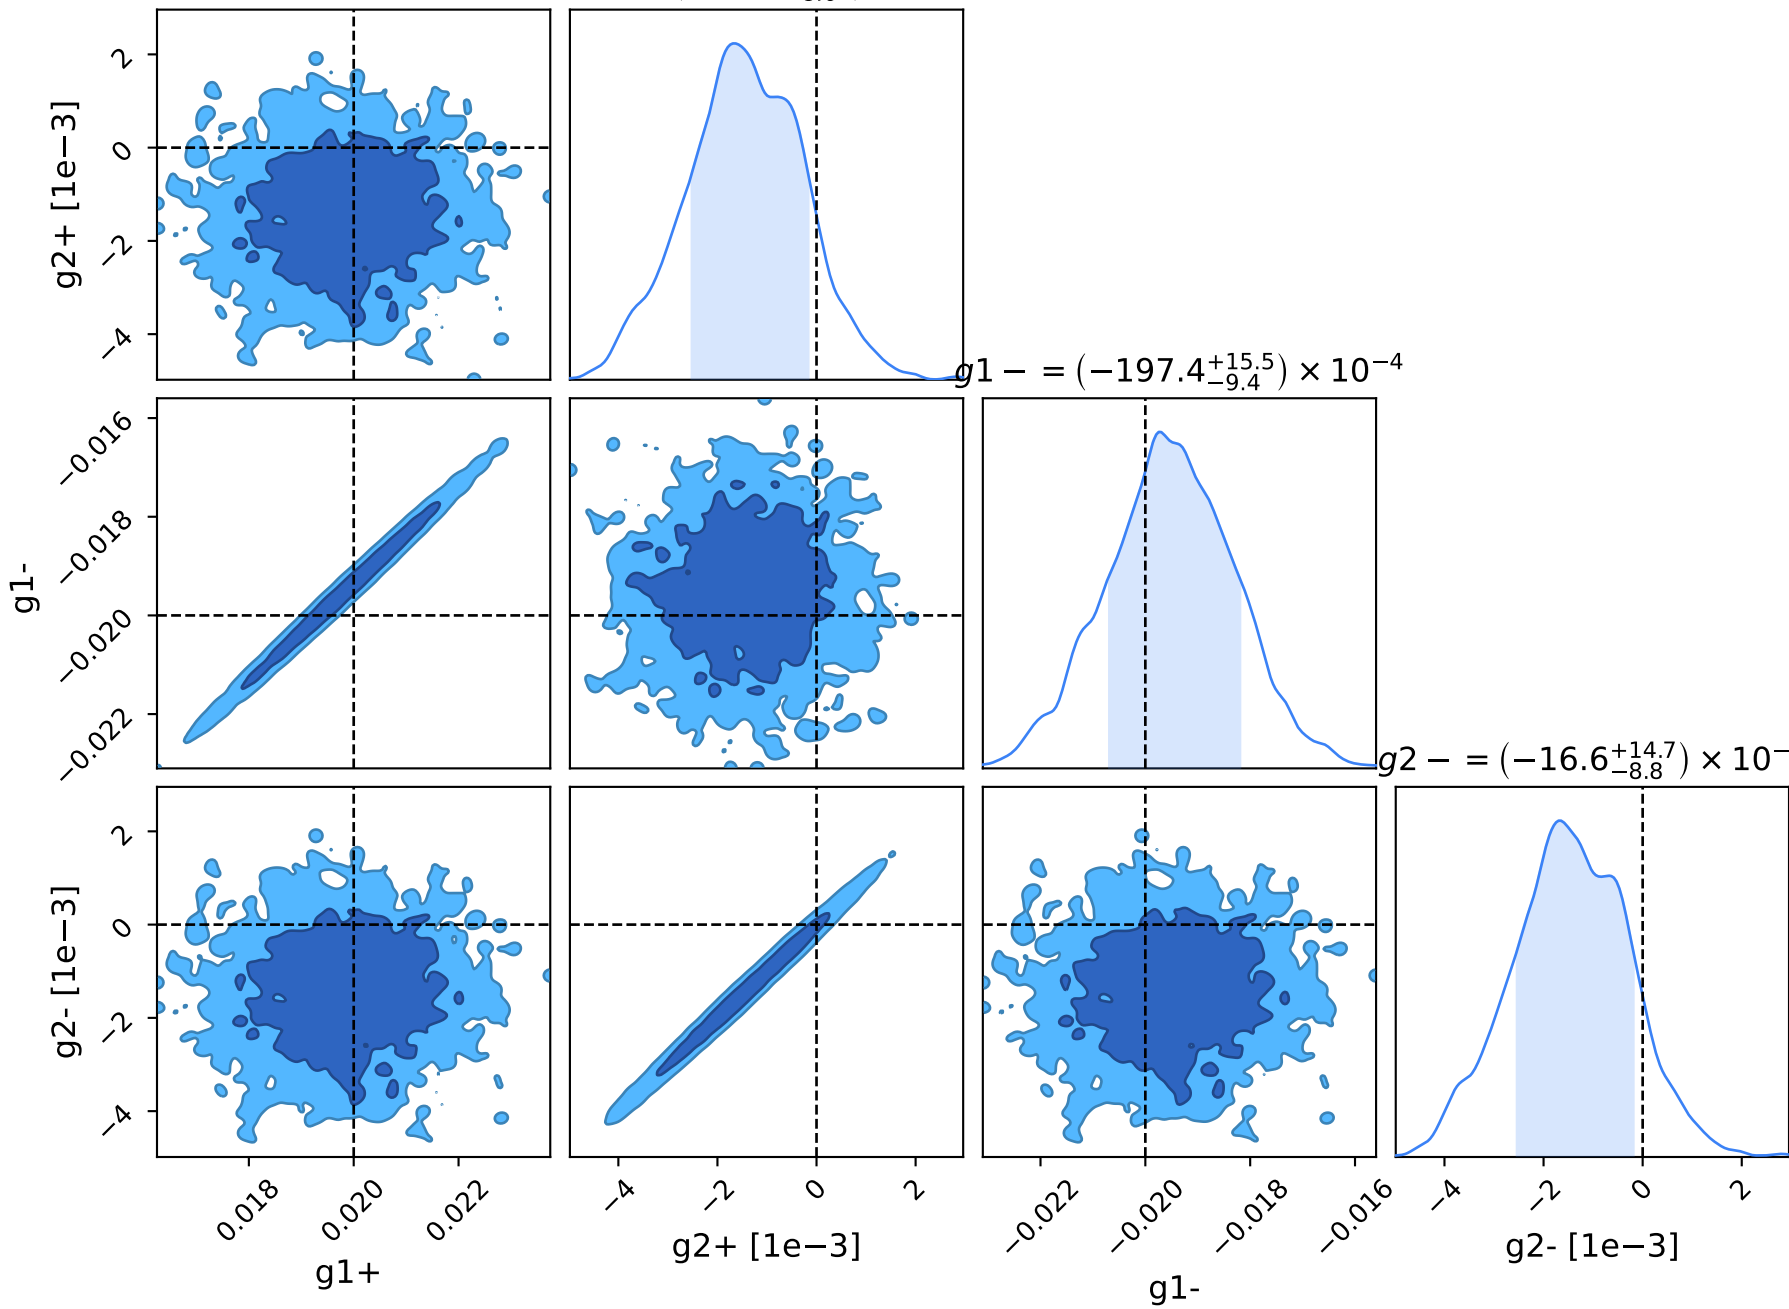 2
0
−2
−4
g2+ [1e−3]
g1− = (−197.4 +15.5 −9.4) × 10−4
−0.016
−0.018
−0.020
−0.022
g1-
g2− = (−16.6 +14.7 −8.8) × 10−
2
0
−2
−4
g2- [1e−3]
0.018 0.020 0.022
g1+
−4 −2 0 2
g2+ [1e−3]
−0.022 −0.020 −0.018 −0.016
g1-
−4 −2 0 2
g2- [1e−3]